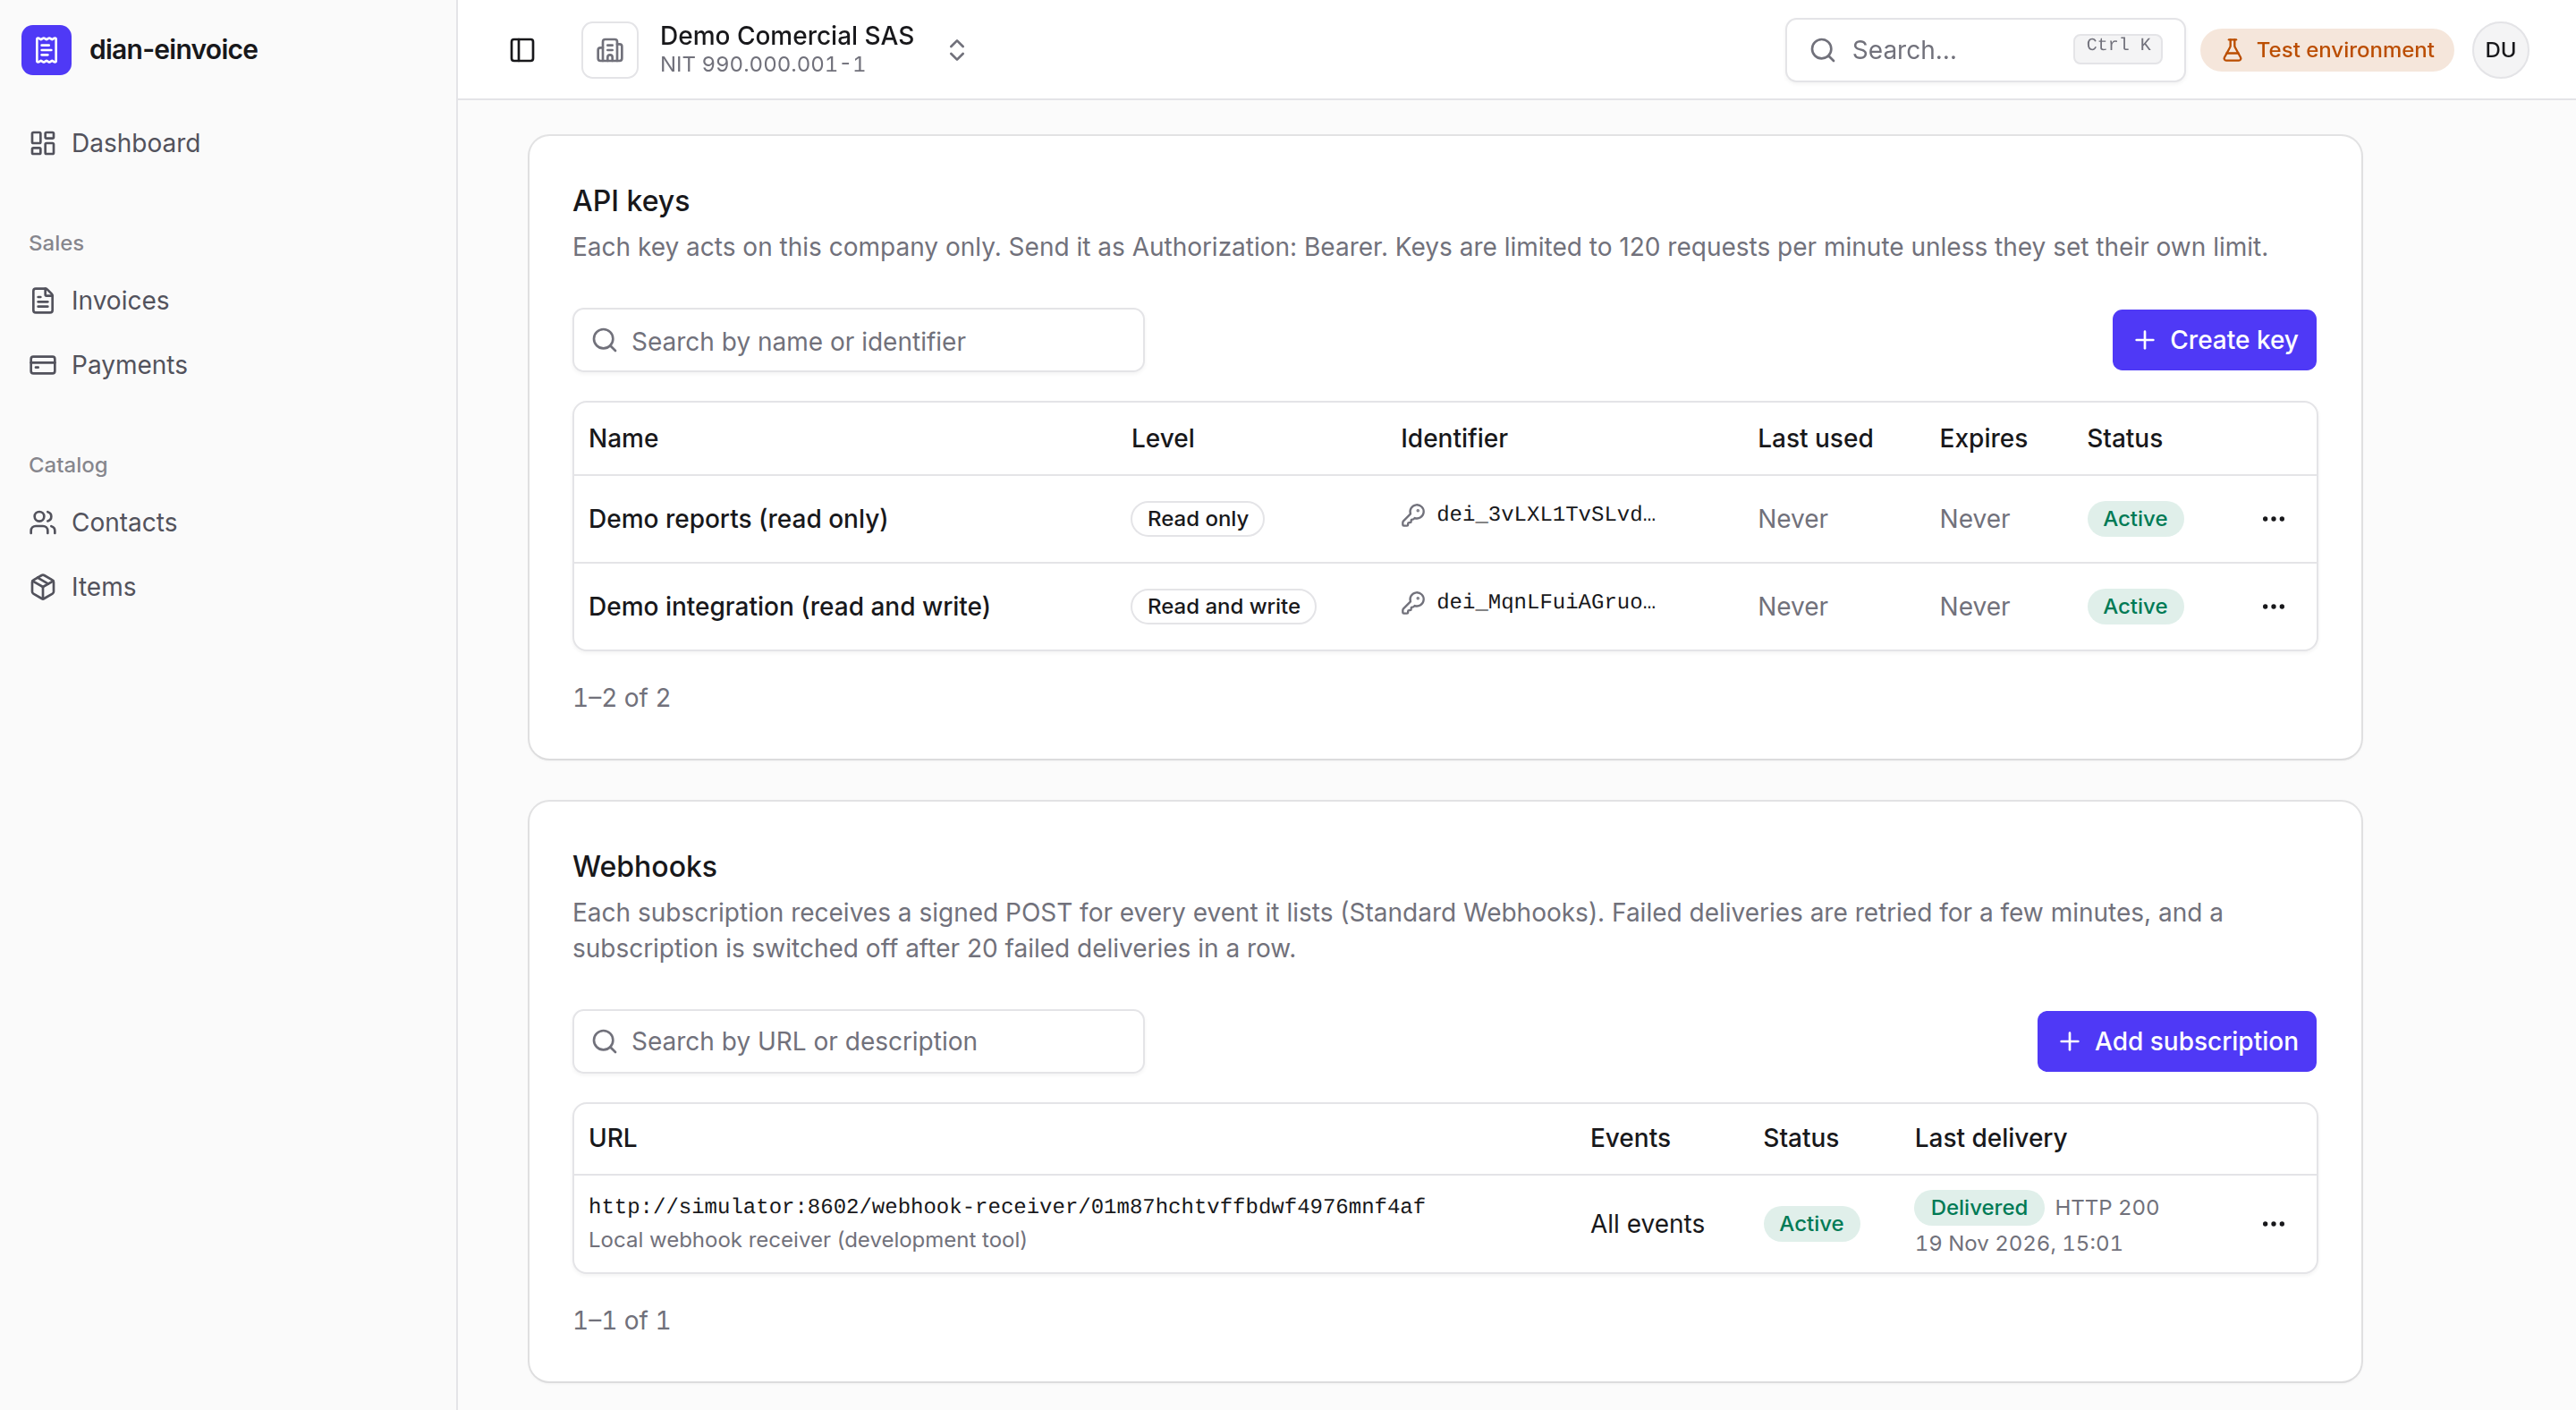 dian-einvoice
Dashboard
Sales
Invoices
Payments
Catalog
Contacts
Items
Demo Comercial SAS
NIT 990.000.001-1
Search...
Ctrl K
Test environment
DU
API keys
Each key acts on this company only. Send it as Authorization: Bearer. Keys are limited to 120 requests per minute unless they set their own limit.
Search by name or identifier
Create key
Name Level Identifier Last used Expires Status
Demo reports (read only) Read only dei_3vLXL1TvSLvd… Never Never Active
Demo integration (read and write) Read and write dei_MqnLFuiAGruo… Never Never Active
1–2 of 2
Webhooks
Each subscription receives a signed POST for every event it lists (Standard Webhooks). Failed deliveries are retried for a few minutes, and a
subscription is switched off after 20 failed deliveries in a row.
Search by URL or description
Add subscription
URL Events Status Last delivery
http://simulator:8602/webhook-receiver/01m87hchtvffbdwf4976mnf4af
Local webhook receiver (development tool)
All events Active
Delivered HTTP 200
19 Nov 2026, 15:01
1–1 of 1